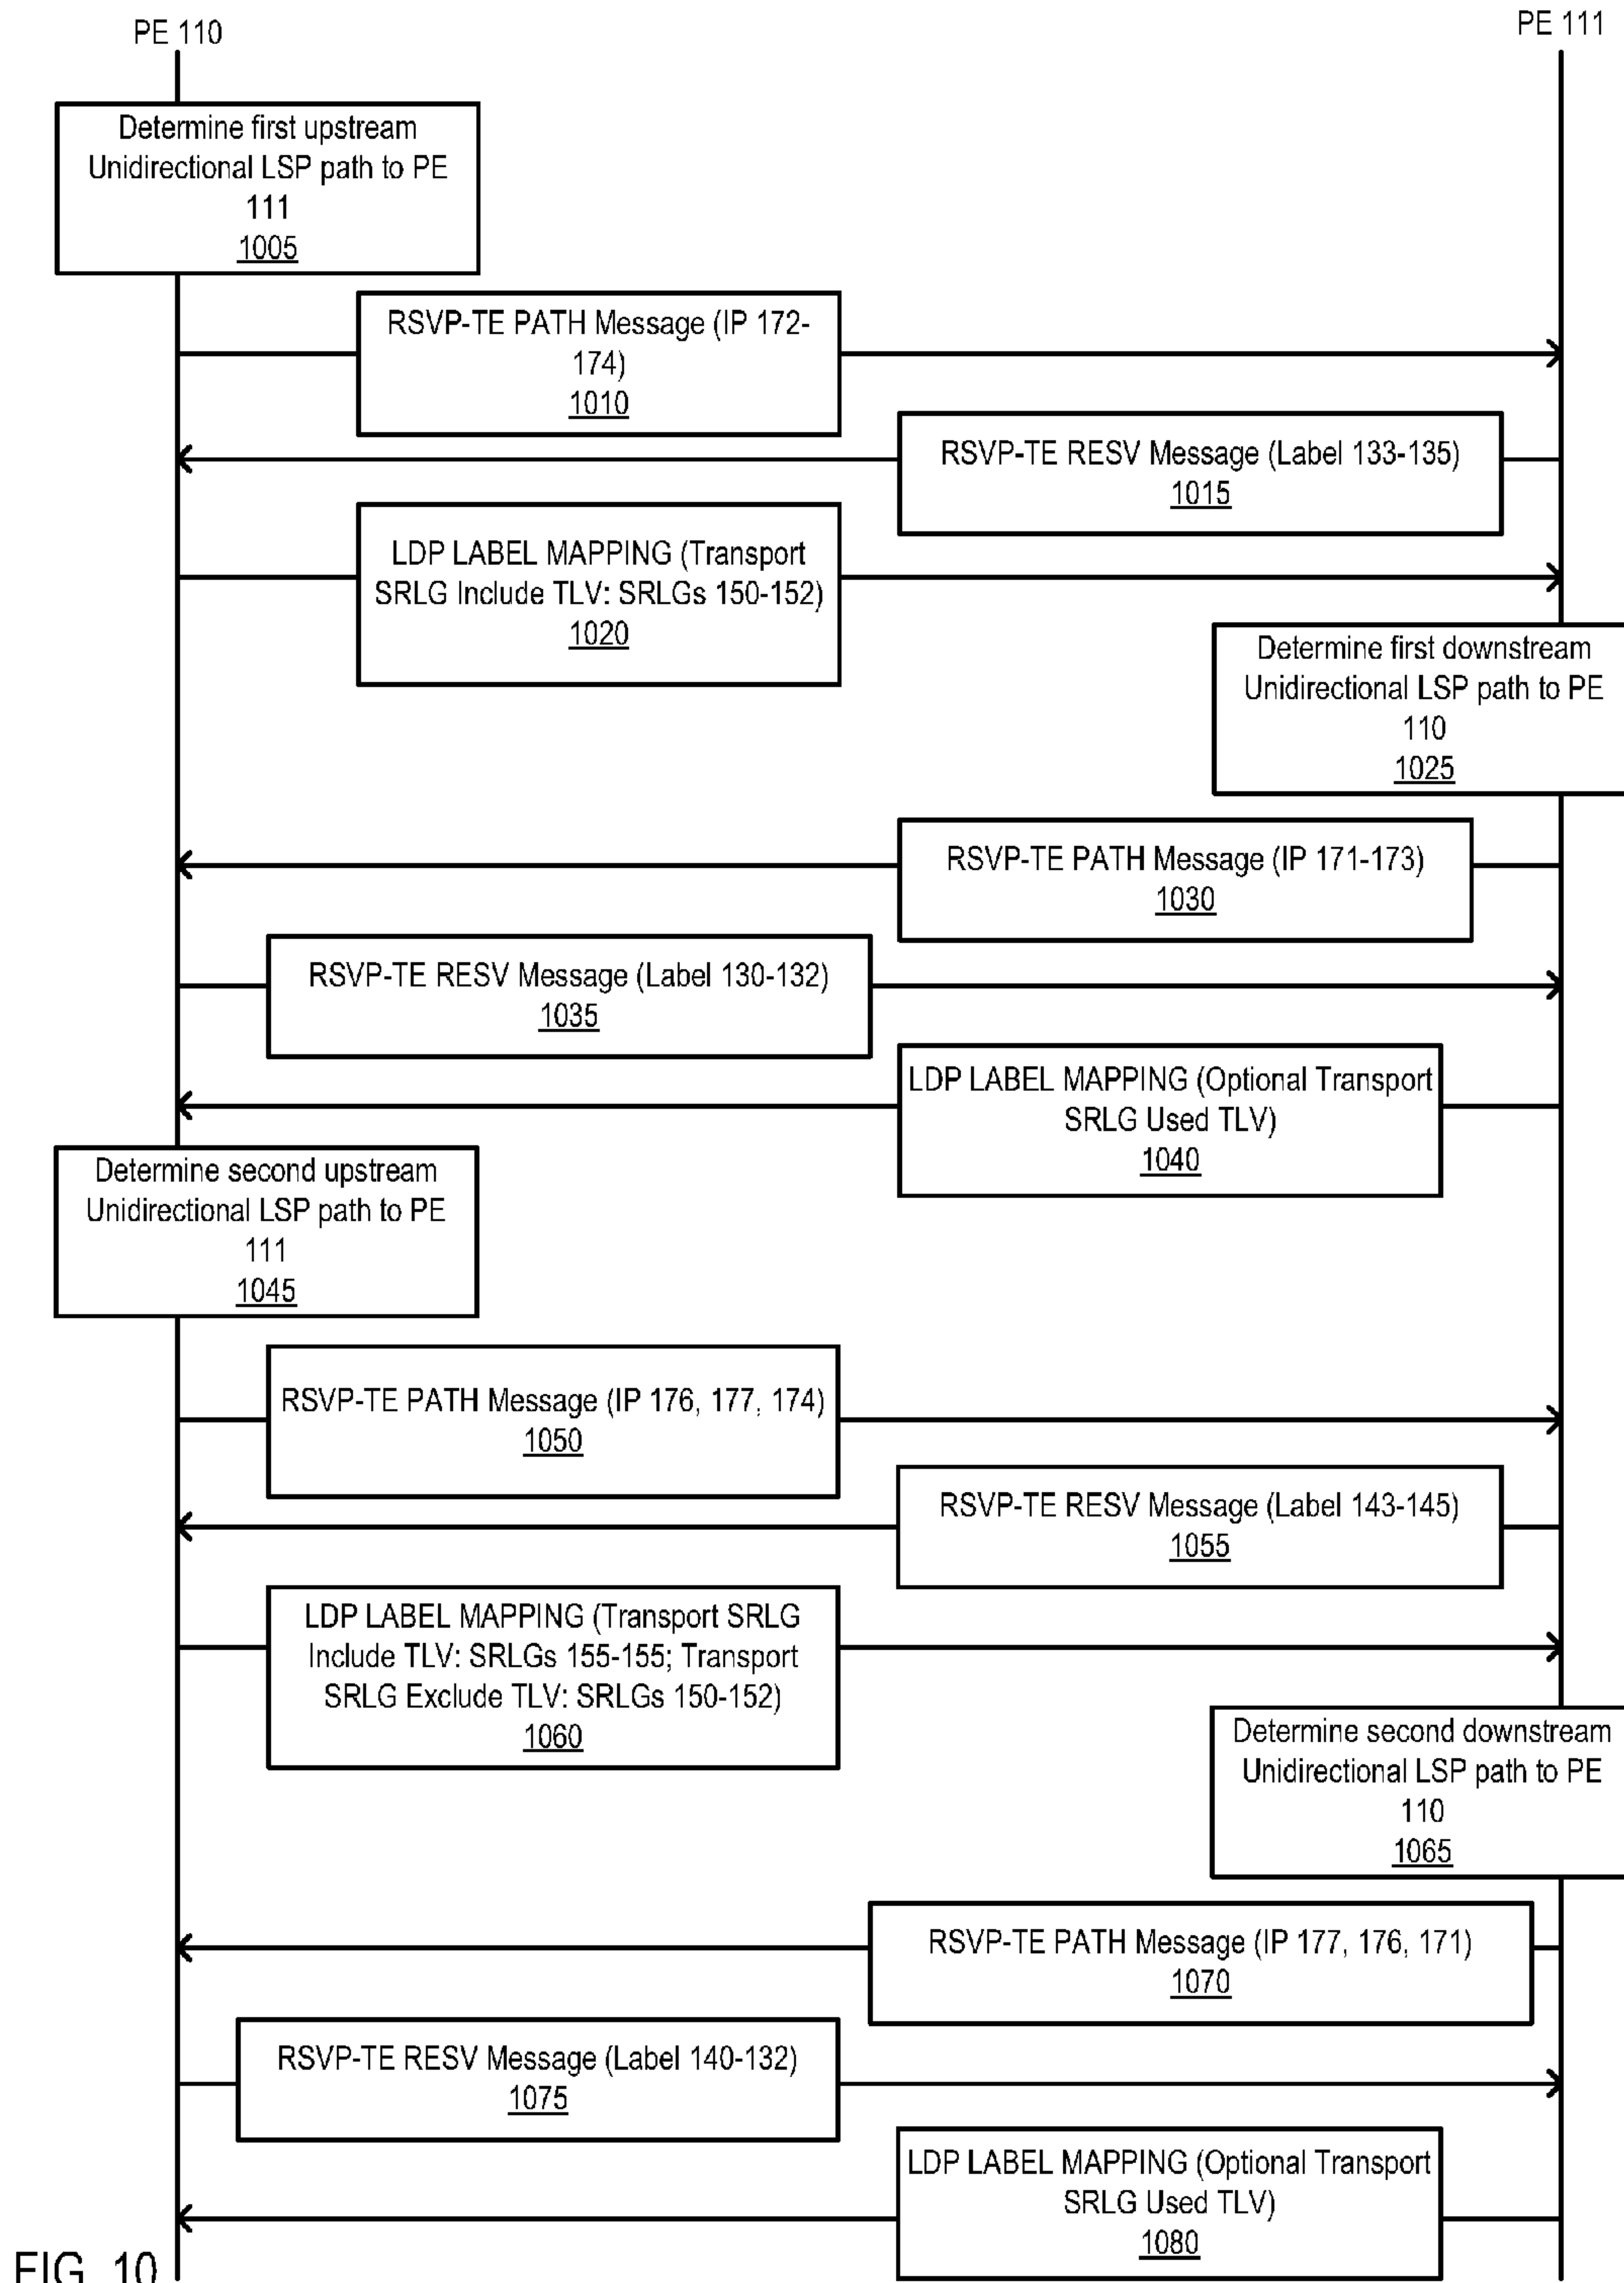 PE 110
PE 111
Determine first upstream
Unidirectional LSP path to PE
111
1005
RSVP-TE PATH Message (IP 172-
174)
1010
RSVP-TE RESV Message (Label 133-135)
1015
LDP LABEL MAPPING (Transport
SRLG Include TLV: SRLGs 150-152)
1020
Determine first downstream
Unidirectional LSP path to PE
110
1025
RSVP-TE PATH Message (IP 171-173)
1030
RSVP-TE RESV Message (Label 130-132)
1035
LDP LABEL MAPPING (Optional Transport
SRLG Used TLV)
1040
Determine second upstream
Unidirectional LSP path to PE
111
1045
RSVP-TE PATH Message (IP 176, 177, 174)
1050
RSVP-TE RESV Message (Label 143-145)
1055
LDP LABEL MAPPING (Transport SRLG
Include TLV: SRLGs 155-155; Transport
SRLG Exclude TLV: SRLGs 150-152)
1060
Determine second downstream
Unidirectional LSP path to PE
110
1065
RSVP-TE PATH Message (IP 177, 176, 171)
1070
RSVP-TE RESV Message (Label 140-132)
1075
LDP LABEL MAPPING (Optional Transport
SRLG Used TLV)
1080
FIG. 10